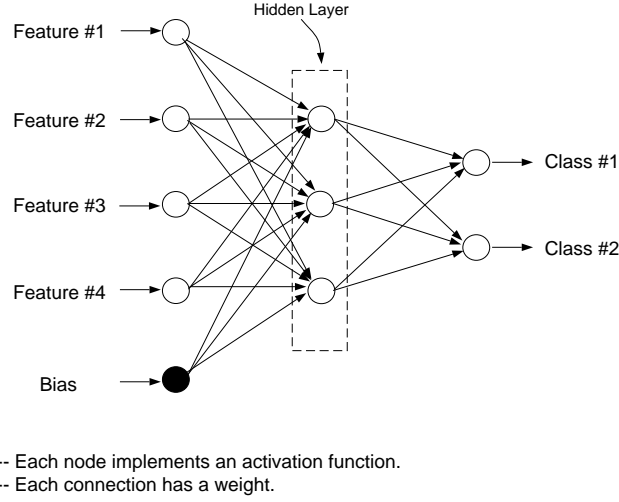 Hidden Layer
Feature #1
Feature #2
Feature #3
Feature #4
Bias
Class #1
Class #2
-- Each node implements an activation function.
-- Each connection has a weight.